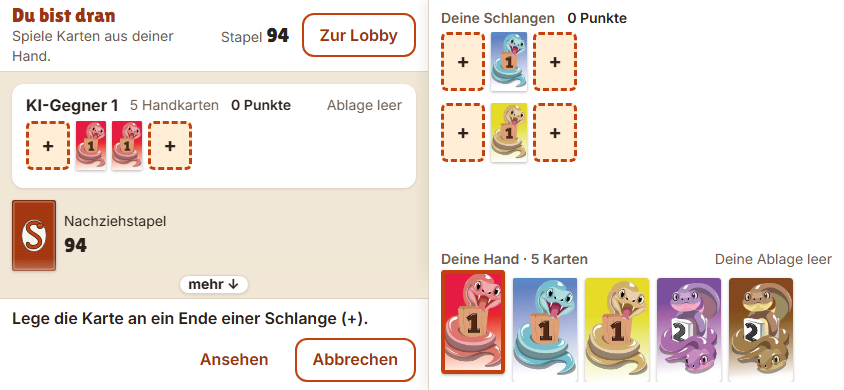 Du bist dran
Spiele Karten aus deiner
Hand.
Stapel 94
Zur Lobby
KI-Gegner 1 5 Handkarten 0 Punkte Ablage leer
+ 1 1 +
S
Nachziehstapel
94
mehr ↓
Lege die Karte an ein Ende einer Schlange (+).
Ansehen Abbrechen
Deine Schlangen 0 Punkte
+ 1 +
+ 1 +
Deine Hand · 5 Karten Deine Ablage leer
1 1 1 2 2